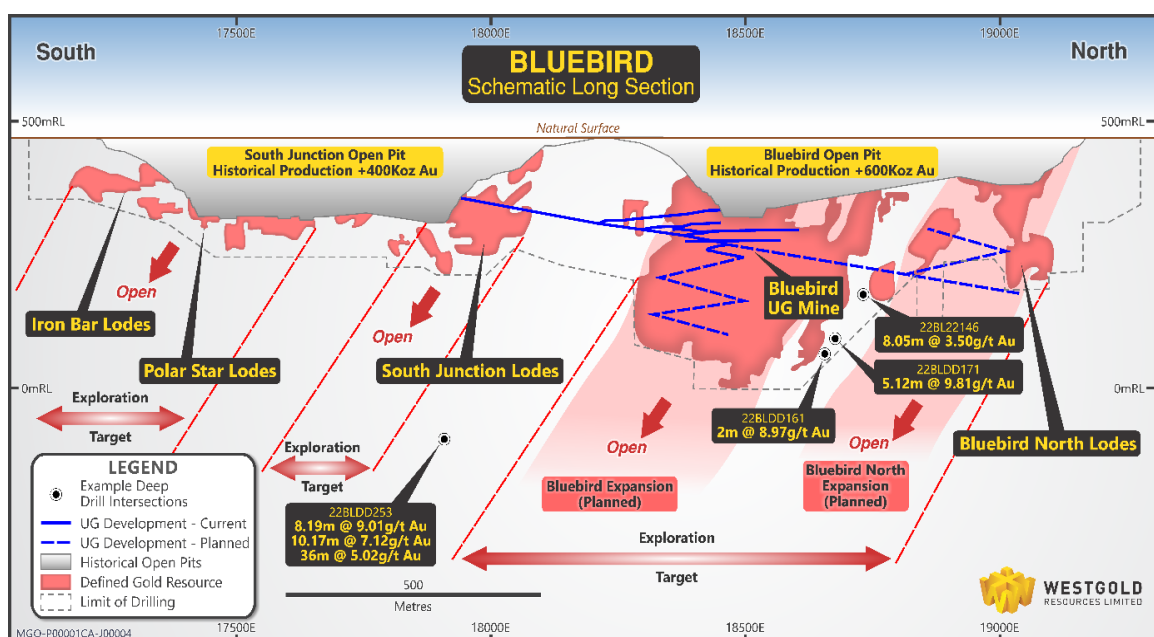 17500E
18000E
18500E
19000E
South
BLUEBIRD
Schematic Long Section
North
500mRL
500mRL
Natural Surface
South Junction Open Pit
Historical Production +400Koz Au
Bluebird Open Pit
Historical Production +600Koz Au
Open
Iron Bar Lodes
Polar Star Lodes
Open
South Junction Lodes
Bluebird
UG Mine
22BL22146
8.05m @ 3.50g/t Au
22BLDD171
5.12m @ 9.81g/t Au
0mRL
0mRL
22BLDD161
2m @ 8.97g/t Au
Bluebird North Lodes
Exploration
Target
Open
Open
Exploration
Target
Bluebird Expansion
(Planned)
Bluebird North
Expansion
(Planned)
22BLDD253
8.19m @ 9.01g/t Au
10.17m @ 7.12g/t Au
36m @ 5.02g/t Au
Exploration
Target
LEGEND
Example Deep
Drill Intersections
UG Development - Current
UG Development - Planned
Historical Open Pits
Defined Gold Resource
Limit of Drilling
500
Metres
WESTGOLD
RESOURCES LIMITED
MGO-P00001CA-J00004
17500E
18000E
18500E
19000E